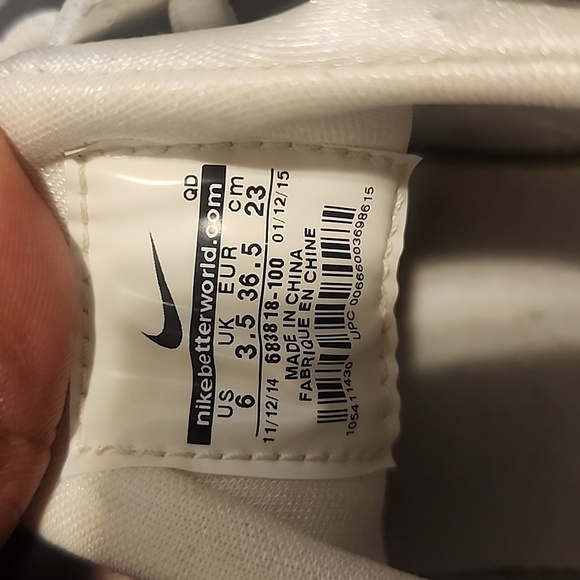 QD
nikebetterworld.com
US UK EUR cm
6 3.5 36.5 23
11/12/14 683818-100 01/12/15
MADE IN CHINA
FABRIQUE EN CHINE
1054111430 UPC 00666003698615